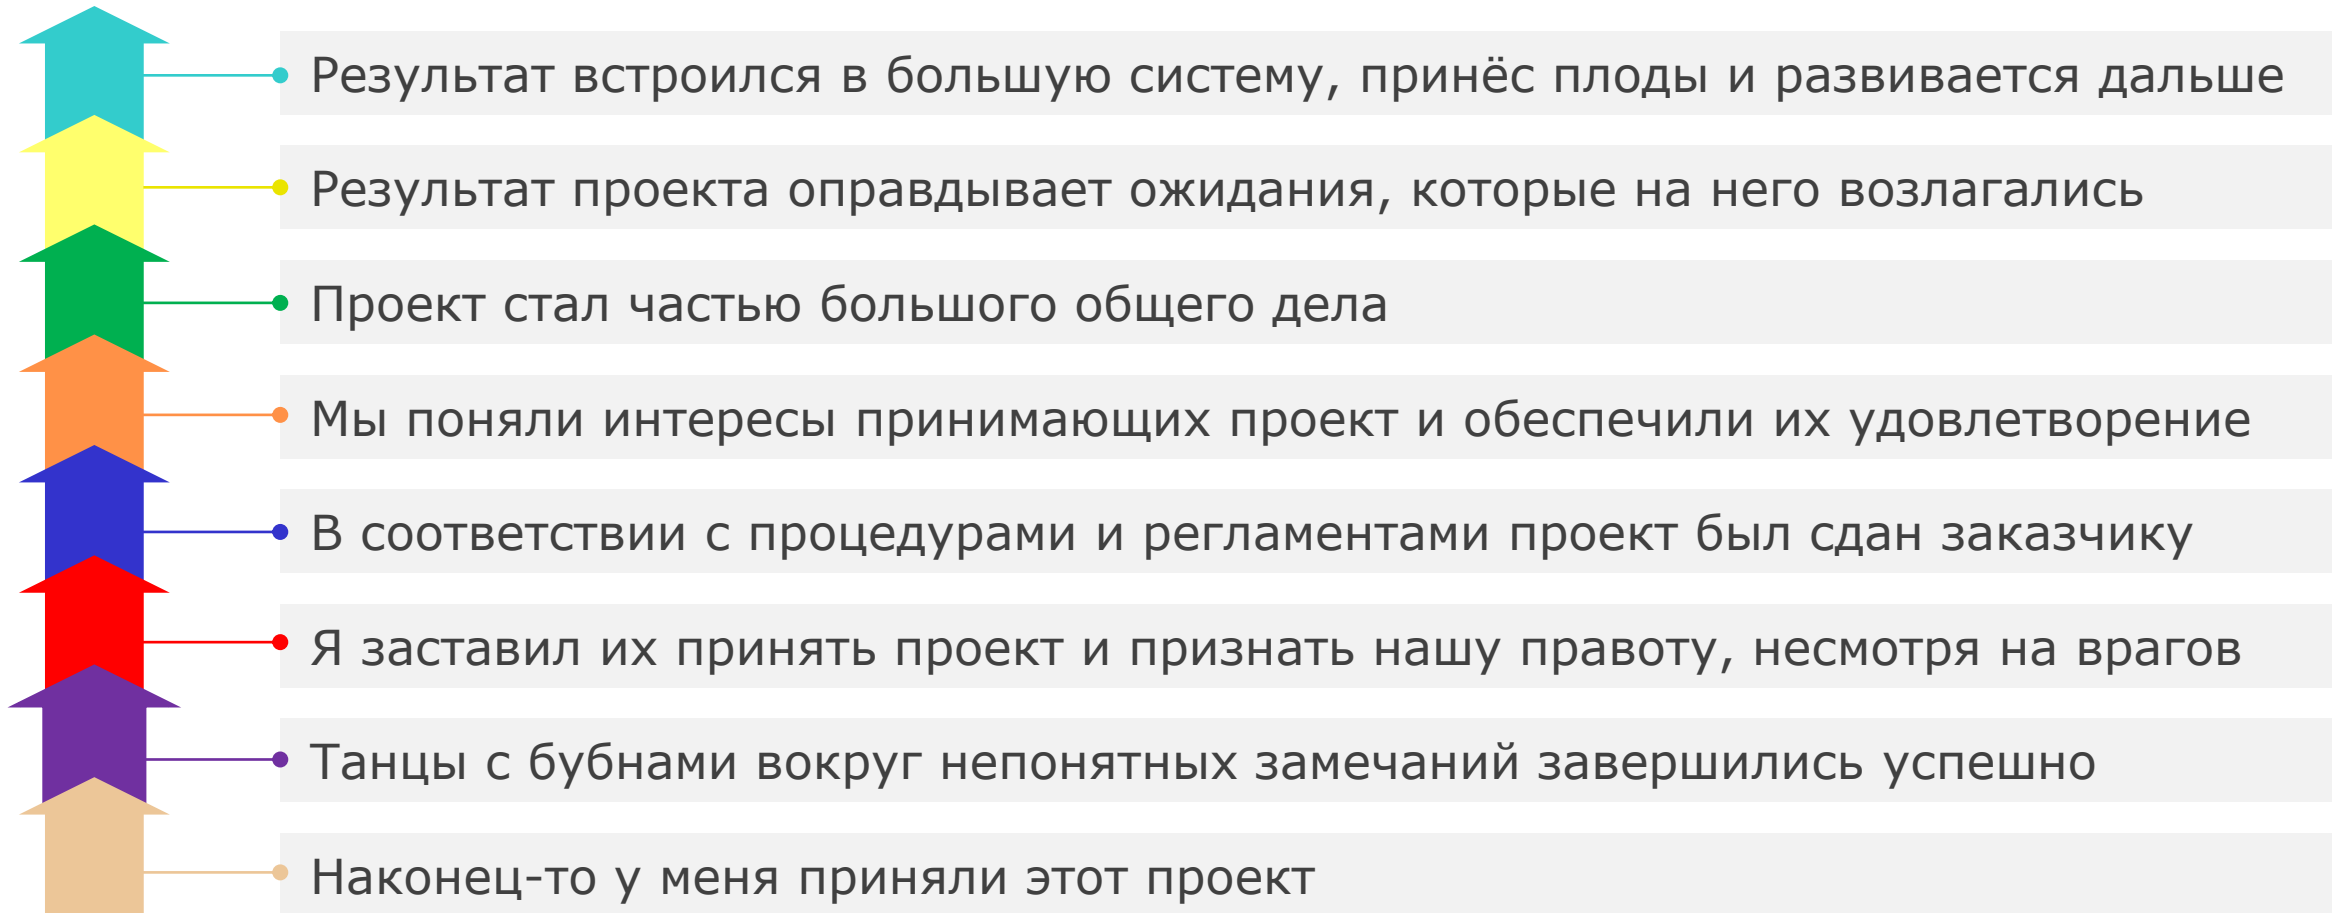 Результат встроился в большую систему, принёс плоды и развивается дальше
Результат проекта оправдывает ожидания, которые на него возлагались
Проект стал частью большого общего дела
Мы поняли интересы принимающих проект и обеспечили их удовлетворение
В соответствии с процедурами и регламентами проект был сдан заказчику
Я заставил их принять проект и признать нашу правоту, несмотря на врагов
Танцы с бубнами вокруг непонятных замечаний завершились успешно
Наконец-то у меня приняли этот проект